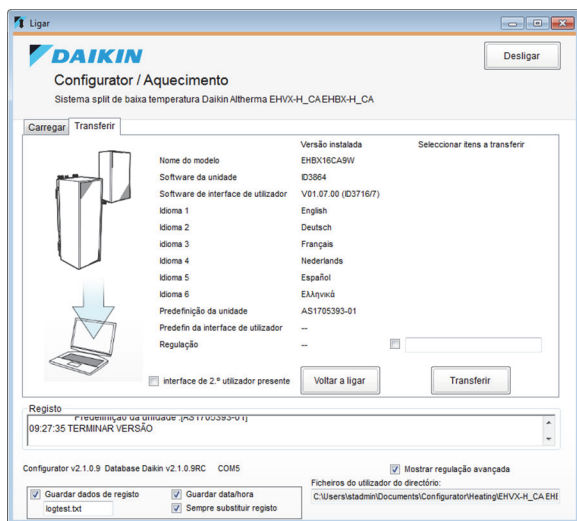 Ligar
DAIKIN
Desligar
Configurator / Aquecimento
Sistema split de baixa temperatura Daikin Altherma EHVX-H_CA EHBX-H_CA
Carregar Transferir
Versão instalada Seleccionar itens a transferir
Nome do modelo EHBX16CA9W
Software da unidade ID3864
Software de interface de utilizador V01.07.00 (ID3716/7)
Idioma 1 English
Idioma 2 Deutsch
idioma 3 Français
Idioma 4 Nederlands
Idioma 5 Español
Idioma 6 Ελληνικά
Predefinição da unidade AS1705393-01
Predefin da interface de utilizador --
Regulação --
interface de 2.º utilizador presente Voltar a ligar Transferir
Registo
Predefinição da unidade :[AS1705393-01]
09:27:35 TERMINAR VERSÃO
Configurator v2.1.0.9 Database Daikin v2.1.0.9RC COM5
Mostrar regulação avançada
Ficheiros do utilizador do directório:
Guardar dados de registo Guardar data/hora
C:\Users\stadmin\Documents\Configurator\Heating\EHVX-H_CA EHE
logtest.txt Sempre substituir registo